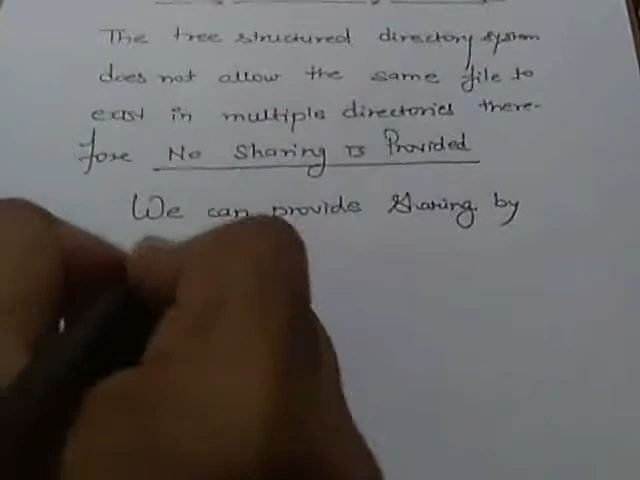 The tree structured directory system
does not allow the same file to
exist in multiple directories there-
fore No Sharing is Provided
We can provide Sharing by